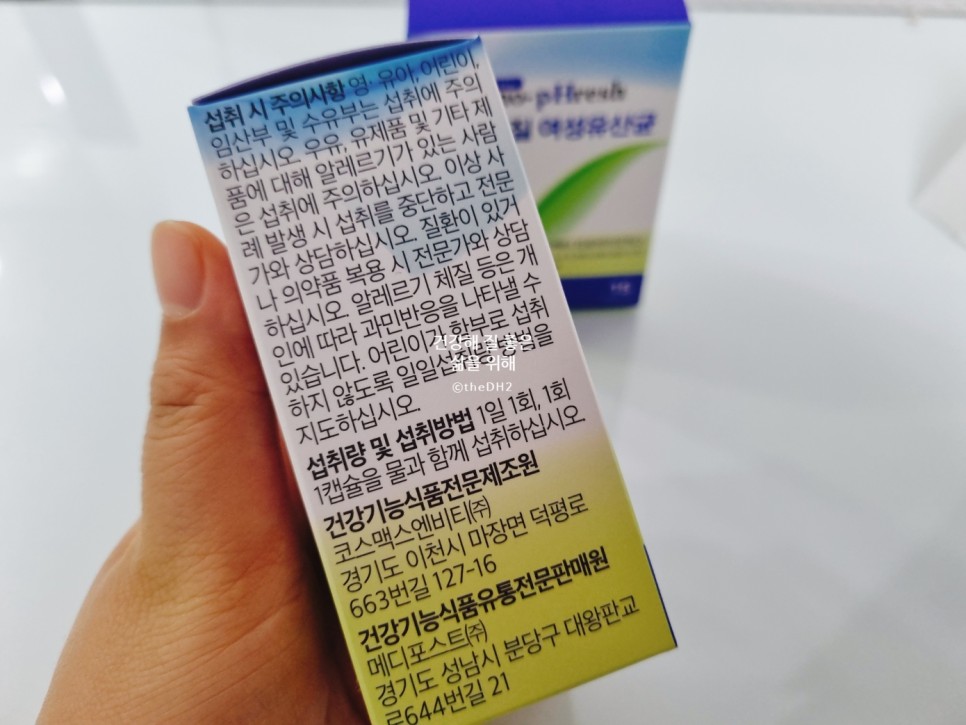 섭취 시 주의사항 영·유아, 어린이,
임산부 및 수유부는 섭취에 주의
하십시오. 우유, 유제품 및 기타 제
품에 대해 알레르기가 있는 사람
은 섭취에 주의하십시오. 이상 사
례 발생 시 섭취를 중단하고 전문
가와 상담하십시오. 질환이 있거
나 의약품 복용 시 전문가와 상담
하십시오. 알레르기 체질 등은 개
인에 따라 과민반응을 나타낼 수
있습니다. 어린이가 함부로 섭취
하지 않도록 일일섭취 방법을
지도하십시오.
섭취량 및 섭취방법 1일 1회, 1회
1캡슐을 물과 함께 섭취하십시오.
건강기능식품전문제조원
코스맥스엔비티㈜
경기도 이천시 마장면 덕평로
663번길 127-16
건강기능식품유통전문판매원
메디포스트㈜
경기도 성남시 분당구 대왕판교
로644번길 21
pHresh
여성유산균
건강해 잘 좋은
삶을 위해
©theDH2